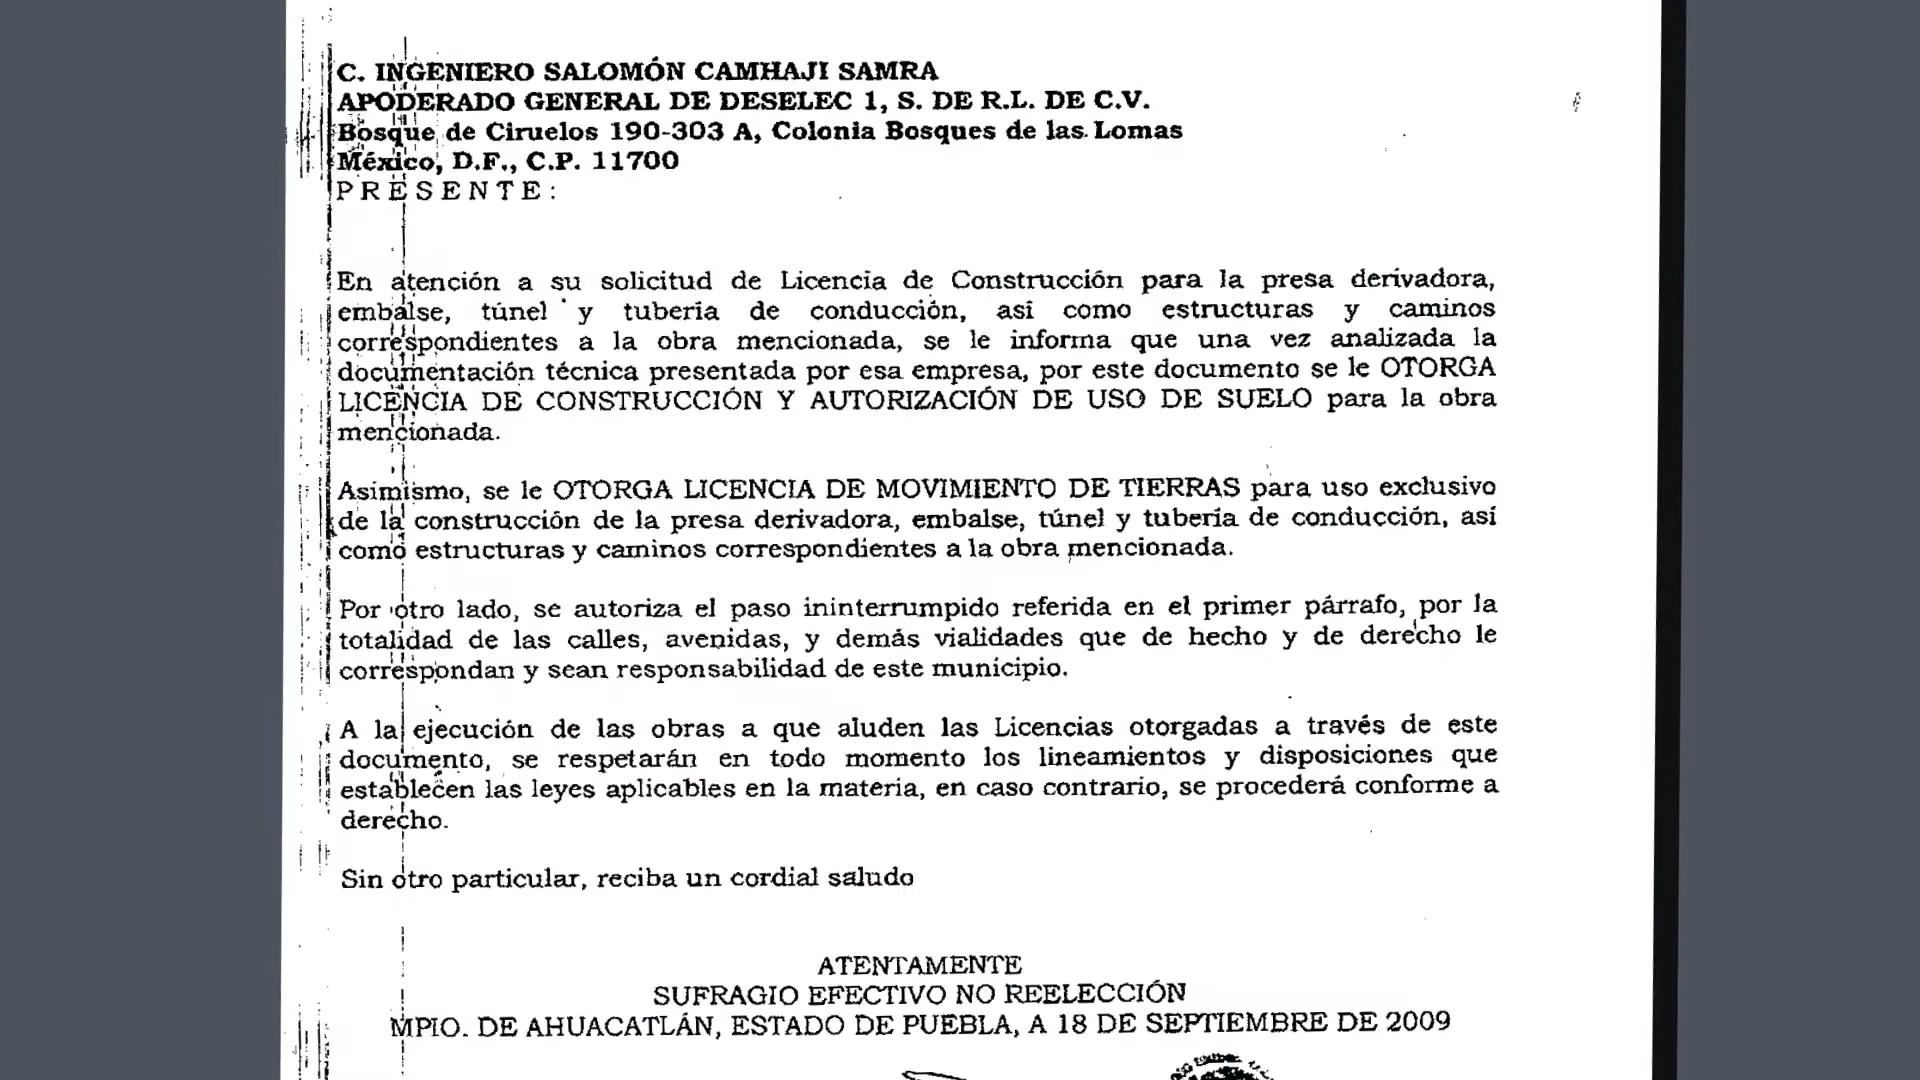 C. INGENIERO SALOMÓN CAMHAJI SAMRA
APODERADO GENERAL DE DESELEC 1, S. DE R.L. DE C.V.
Bosque de Ciruelos 190-303 A, Colonia Bosques de las Lomas
México, D.F., C.P. 11700
P R E S E N T E :
En atención a su solicitud de Licencia de Construcción para la presa derivadora,
embalse, túnel y tubería de conducción, así como estructuras y caminos
correspondientes a la obra mencionada, se le informa que una vez analizada la
documentación técnica presentada por esa empresa, por este documento se le OTORGA
LICENCIA DE CONSTRUCCIÓN Y AUTORIZACIÓN DE USO DE SUELO para la obra
mencionada.
Asimismo, se le OTORGA LICENCIA DE MOVIMIENTO DE TIERRAS para uso exclusivo
de la construcción de la presa derivadora, embalse, túnel y tubería de conducción, así
como estructuras y caminos correspondientes a la obra mencionada.
Por otro lado, se autoriza el paso ininterrumpido referida en el primer párrafo, por la
totalidad de las calles, avenidas, y demás vialidades que de hecho y de derecho le
correspondan y sean responsabilidad de este municipio.
A la ejecución de las obras a que aluden las Licencias otorgadas a través de este
documento, se respetarán en todo momento los lineamientos y disposiciones que
establecen las leyes aplicables en la materia, en caso contrario, se procederá conforme a
derecho.
Sin otro particular, reciba un cordial saludo
ATENTAMENTE
SUFRAGIO EFECTIVO NO REELECCIÓN
MPIO. DE AHUACATLÁN, ESTADO DE PUEBLA, A 18 DE SEPTIEMBRE DE 2009